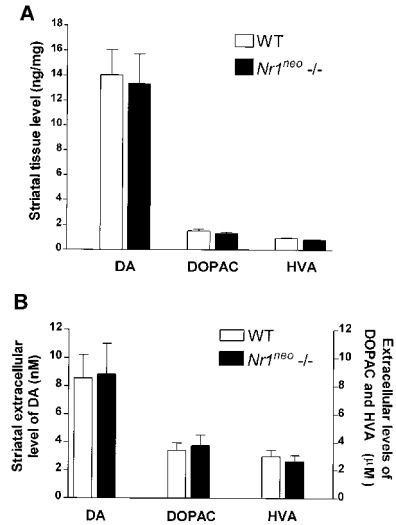 A
WT
Nr1neo -/-
Striatal tissue level (ng/mg)
18
16
14
12
10
8
6
4
2
0
DA DOPAC HVA
B
WT
Nr1neo -/-
Striatal extracellular
level of DA (nM)
12
10
8
6
4
2
0
12
10
8
6
4
2
0
Extracellular levels of
DOPAC and HVA (μM)
DA DOPAC HVA